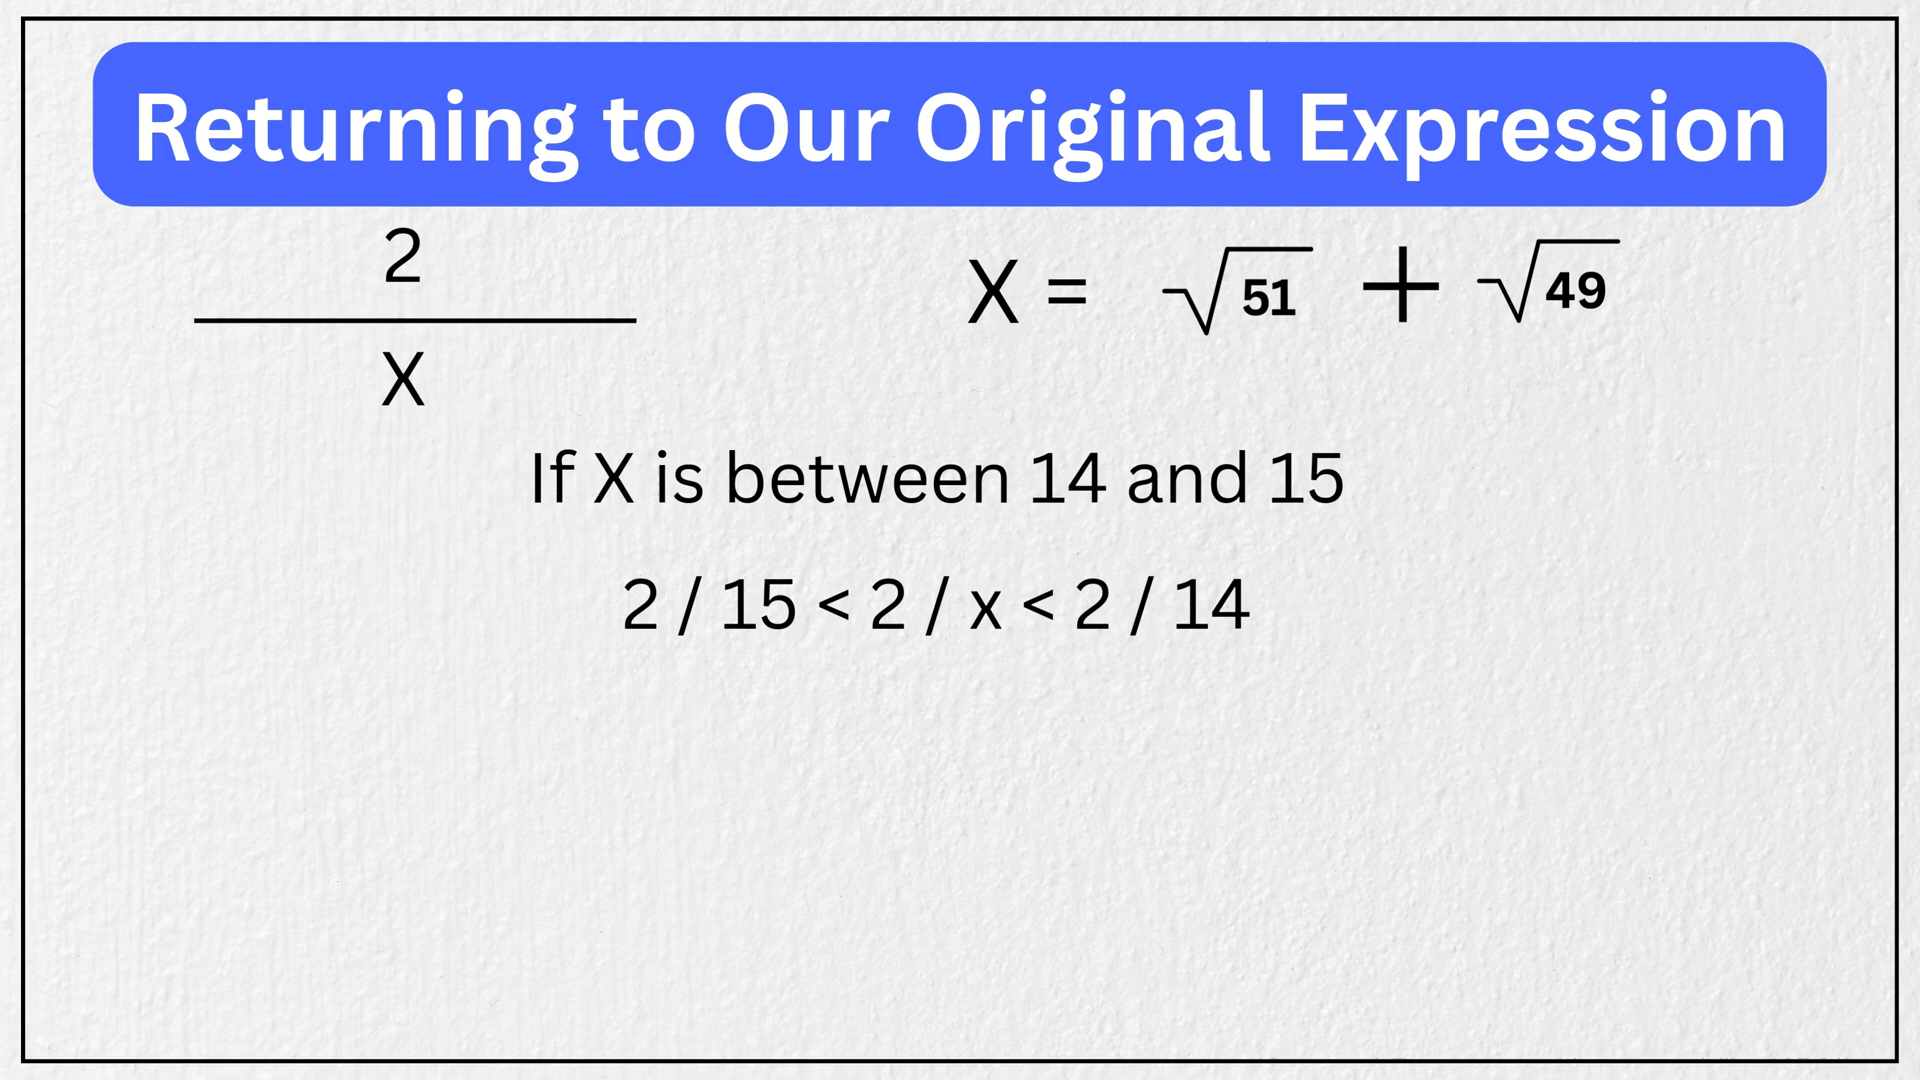 Returning to Our Original Expression
2
X
X = √51 + √49
If X is between 14 and 15
2 / 15 < 2 / x < 2 / 14